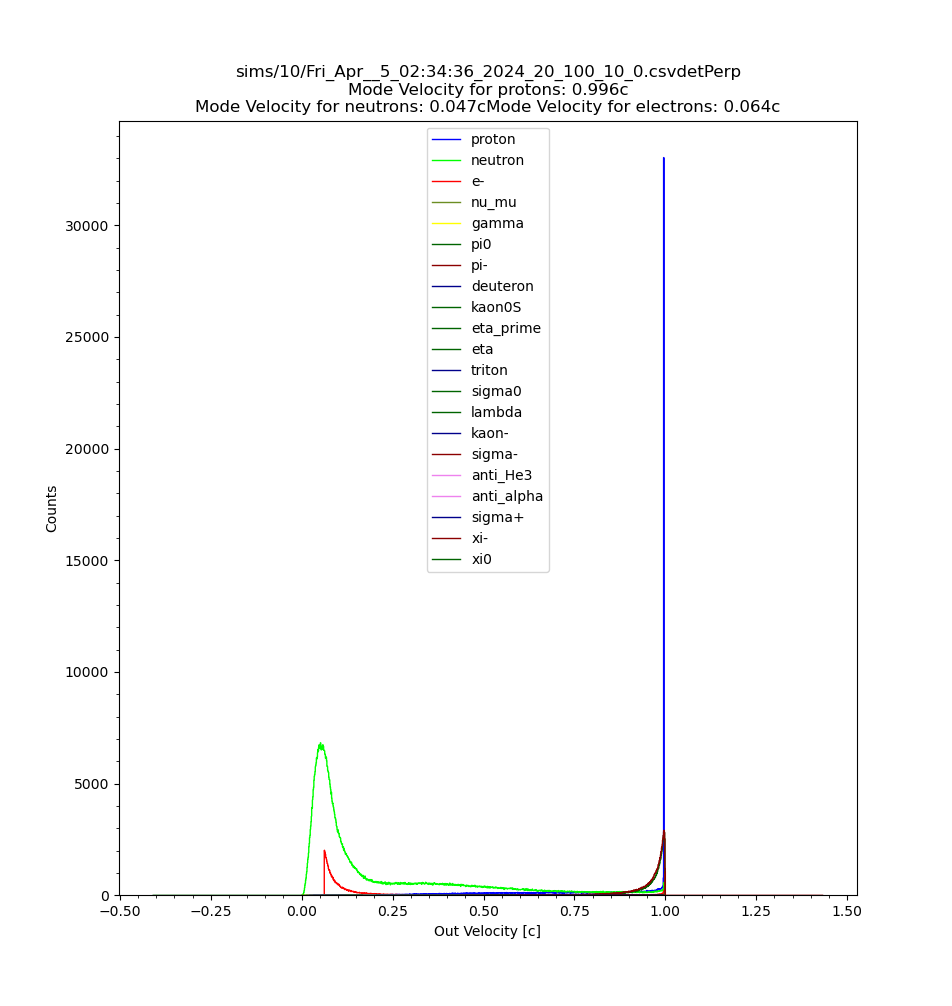 sims/10/Fri_Apr__5_02:34:36_2024_20_100_10_0.csvdetPerp
Mode Velocity for protons: 0.996c
Mode Velocity for neutrons: 0.047cMode Velocity for electrons: 0.064c
proton
neutron
e-
nu_mu
gamma
pi0
pi-
deuteron
kaon0S
eta_prime
eta
triton
sigma0
lambda
kaon-
sigma-
anti_He3
anti_alpha
sigma+
xi-
xi0
Counts
30000
25000
20000
15000
10000
5000
0
−0.50
−0.25
0.00
0.25
0.50
0.75
1.00
1.25
1.50
Out Velocity [c]